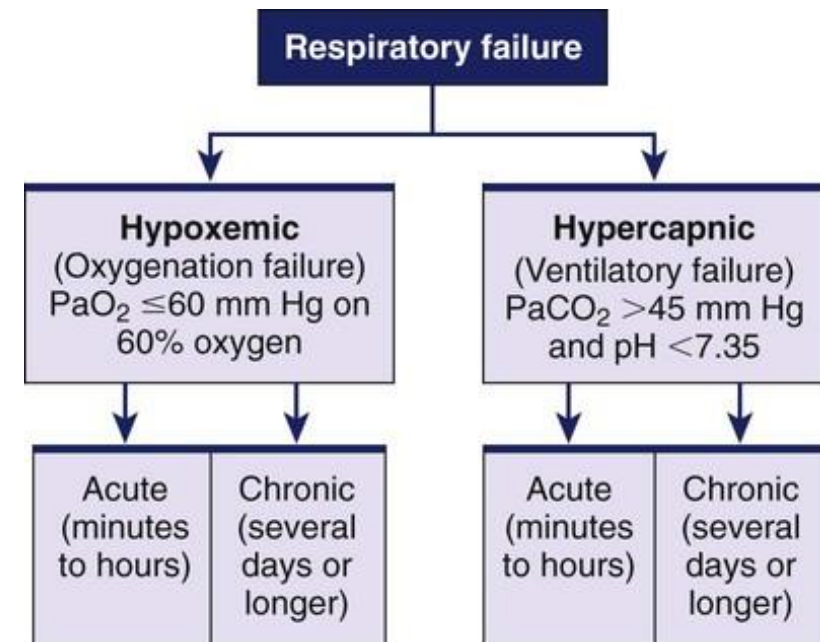 Respiratory failure
Hypoxemic
(Oxygenation failure)
PaO₂ ≤60 mm Hg on
60% oxygen
Hypercapnic
(Ventilatory failure)
PaCO₂ >45 mm Hg
and pH <7.35
Acute
(minutes
to hours)
Chronic
(several
days or
longer)
Acute
(minutes
to hours)
Chronic
(several
days or
longer)